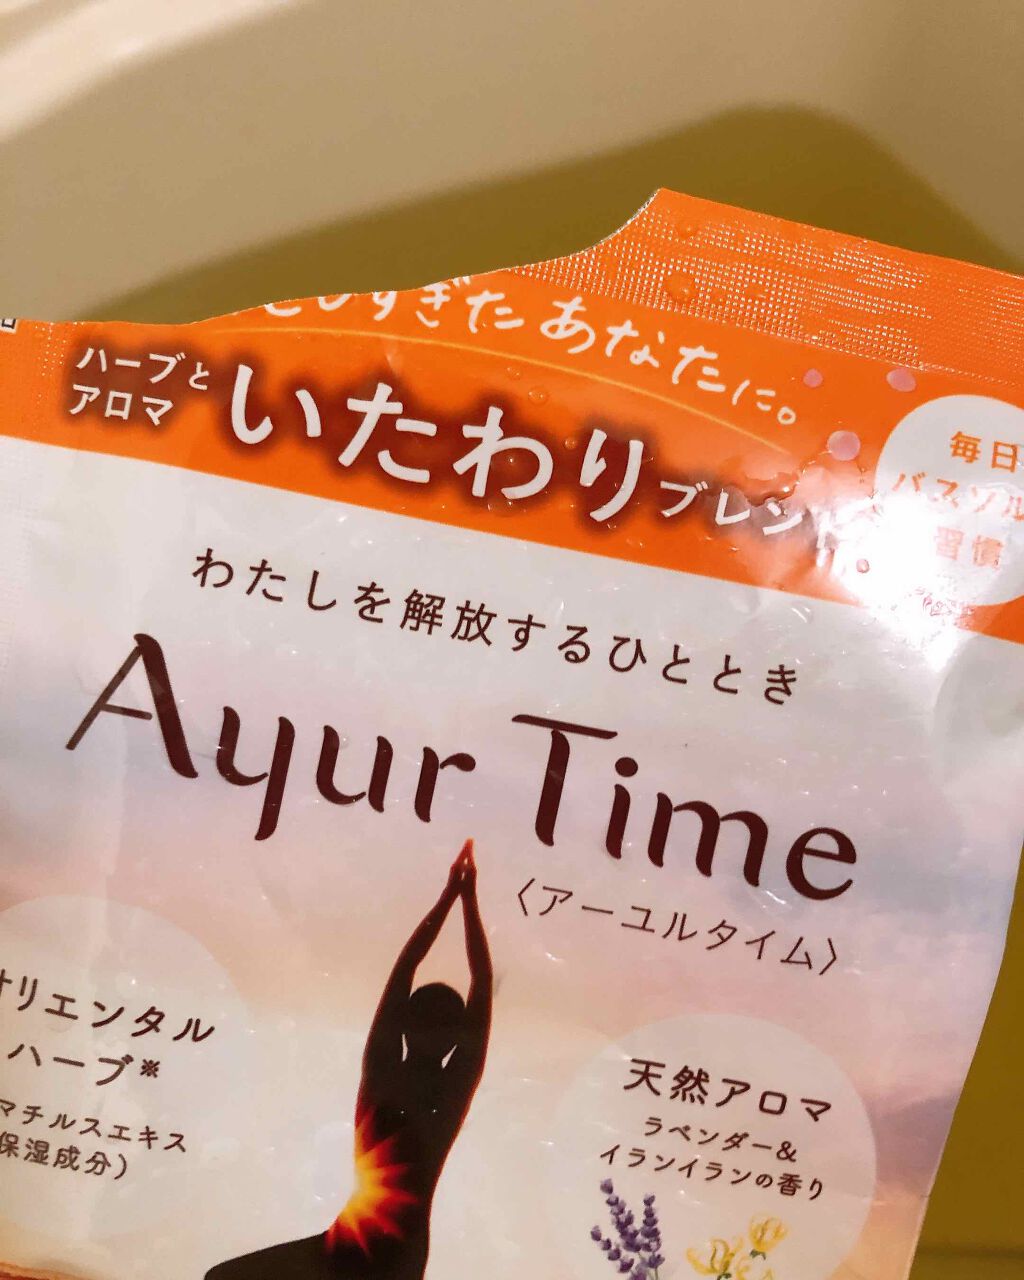 しすぎたあなたに。
ハーブと
アロマ
いたわりブレンド
毎日
バスソル
習慣
わたしを解放するひととき
Ayur Time
〈アーユルタイム〉
オリエンタル
ハーブ※
マチルスエキス
保湿成分)
天然アロマ
ラベンダー&
イランイランの香り